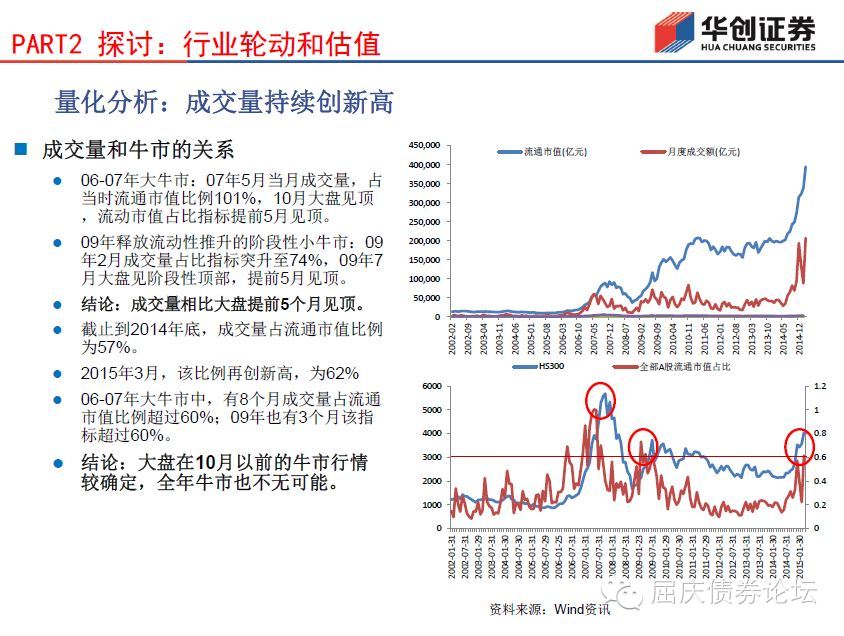 PART2 探讨：行业轮动和估值
华创证券
HUA CHUANG SECURITIES
量化分析：成交量持续创新高
成交量和牛市的关系
06-07年大牛市：07年5月当月成交量，占
当时流通市值比例101%，10月大盘见顶
，流动市值占比指标提前5月见顶。
09年释放流动性推升的阶段性小牛市：09
年2月成交量占比指标突升至74%，09年7
月大盘见阶段性顶部，提前5月见顶。
结论：成交量相比大盘提前5个月见顶。
截止到2014年底，成交量占流通市值比例
为57%。
2015年3月，该比例再创新高，为62%
06-07年大牛市中，有8个月成交量占流通
市值比例超过60%；09年也有3个月该指
标超过60%。
结论：大盘在10月以前的牛市行情
较确定，全年牛市也不无可能。
流通市值(亿元)
月度成交额(亿元)
450,000
400,000
350,000
300,000
250,000
200,000
150,000
100,000
50,000
0
2002-02
2002-09
2003-04
2003-11
2004-06
2005-01
2005-08
2006-03
2006-10
2007-05
2007-12
2008-07
2009-02
2009-09
2010-04
2010-11
2011-06
2012-01
2012-08
2013-03
2013-10
2014-05
2014-12
HS300
全部A股流通市值占比
6000
5000
4000
3000
2000
1000
0
1.2
1
0.8
0.6
0.4
0.2
0
2002-01-31
2002-07-31
2003-01-29
2003-07-31
2004-01-30
2004-07-30
2005-01-31
2005-07-29
2006-01-25
2006-07-31
2007-01-31
2007-07-31
2008-01-31
2008-07-31
2009-01-23
2009-07-31
2010-01-29
2010-07-30
2011-01-31
2011-07-29
2012-01-31
2012-07-31
2013-01-31
2013-07-31
2014-01-30
2014-07-31
2015-01-30
资料来源：Wind资讯
屈庆债券论坛